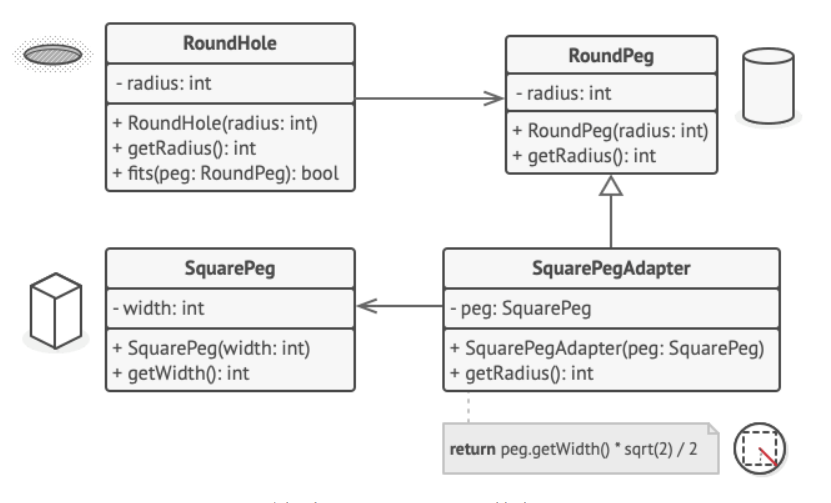 RoundHole
- radius: int
+ RoundHole(radius: int)
+ getRadius(): int
+ fits(peg: RoundPeg): bool
RoundPeg
- radius: int
+ RoundPeg(radius: int)
+ getRadius(): int
SquarePeg
- width: int
+ SquarePeg(width: int)
+ getWidth(): int
SquarePegAdapter
- peg: SquarePeg
+ SquarePegAdapter(peg: SquarePeg)
+ getRadius(): int
return peg.getWidth() * sqrt(2) / 2